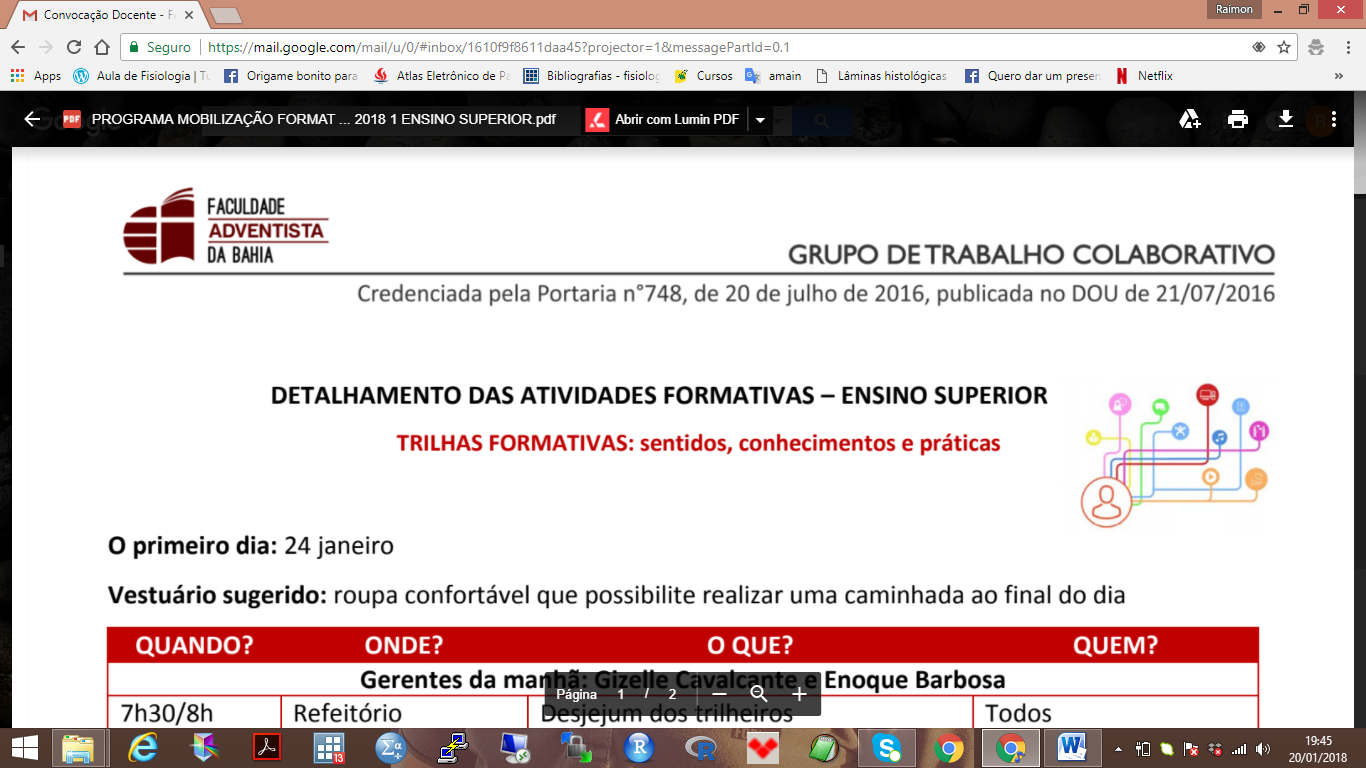 Convocação Docente - F
Raimon
Seguro
https://mail.google.com/mail/u/0/#inbox/1610f9f8611daa45?projector=1&messagePartId=0.1
Apps Aula de Fisiologia | Tu Origame bonito para Atlas Eletrônico de Pa Bibliografias - fisiolog Cursos amain Lâminas histológicas Quero dar um presen Netflix »
PDF PROGRAMA MOBILIZAÇÃO FORMAT ... 2018 1 ENSINO SUPERIOR.pdf Abrir com Lumin PDF
FACULDADE
ADVENTISTA
DA BAHIA
GRUPO DE TRABALHO COLABORATIVO
Credenciada pela Portaria n°748, de 20 de julho de 2016, publicada no DOU de 21/07/2016
DETALHAMENTO DAS ATIVIDADES FORMATIVAS – ENSINO SUPERIOR
TRILHAS FORMATIVAS: sentidos, conhecimentos e práticas
O primeiro dia: 24 janeiro
Vestuário sugerido: roupa confortável que possibilite realizar uma caminhada ao final do dia
QUANDO? ONDE? O QUE? QUEM?
Gerentes da manhã: Gizelle Cavalcante e Enoque Barbosa
Página 1 / 2
7h30/8h Refeitório Desjejum dos trilheiros Todos
19:45
20/01/2018